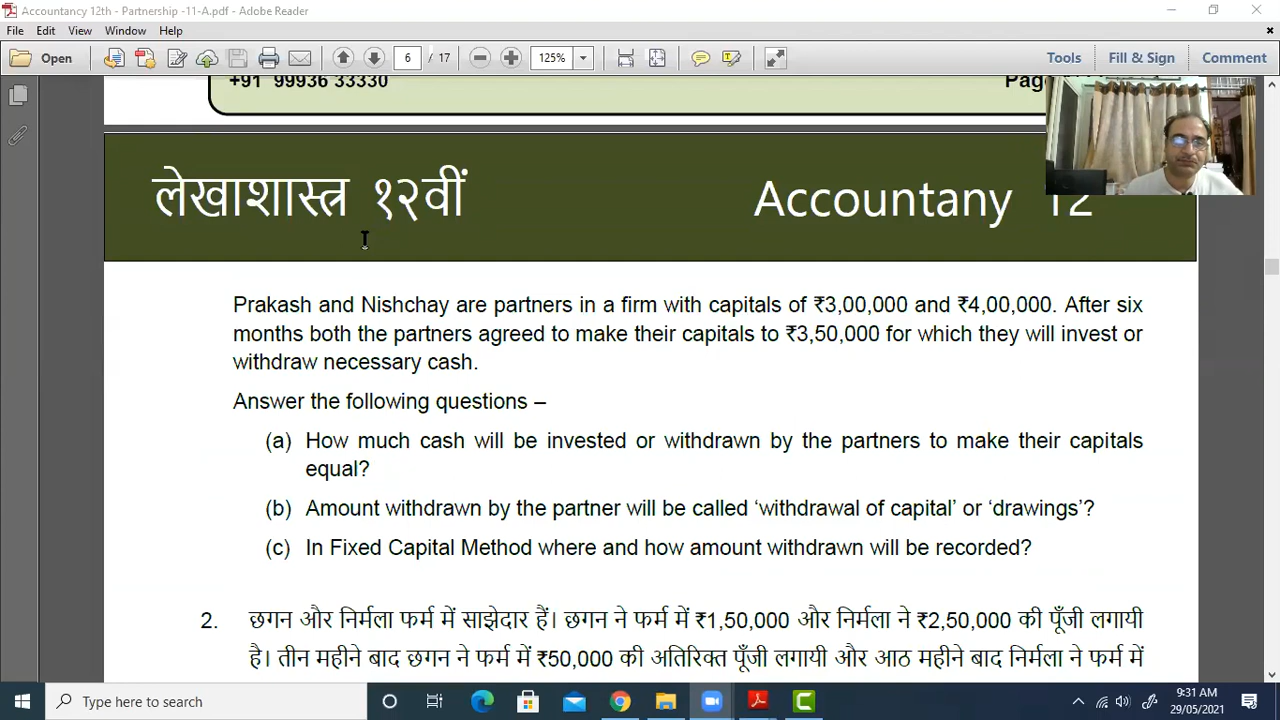 Accountancy 12th - Partnership -11-A.pdf - Adobe Reader
File Edit View Window Help
Open 6 / 17 125% Tools Fill & Sign Comment
+91 99936 33330 Pag
लेखाशास्त्र १२वीं Accountancy 12
Prakash and Nishchay are partners in a firm with capitals of ₹3,00,000 and ₹4,00,000. After six
months both the partners agreed to make their capitals to ₹3,50,000 for which they will invest or
withdraw necessary cash.
Answer the following questions –
(a) How much cash will be invested or withdrawn by the partners to make their capitals
equal?
(b) Amount withdrawn by the partner will be called ‘withdrawal of capital’ or ‘drawings’?
(c) In Fixed Capital Method where and how amount withdrawn will be recorded?
2. छगन और निर्मला फर्म में साझेदार हैं। छगन ने फर्म में ₹1,50,000 और निर्मला ने ₹2,50,000 की पूँजी लगायी
है। तीन महीने बाद छगन ने फर्म में ₹50,000 की अतिरिक्त पूँजी लगायी और आठ महीने बाद निर्मला ने फर्म में
Type here to search
9:31 AM
29/05/2021